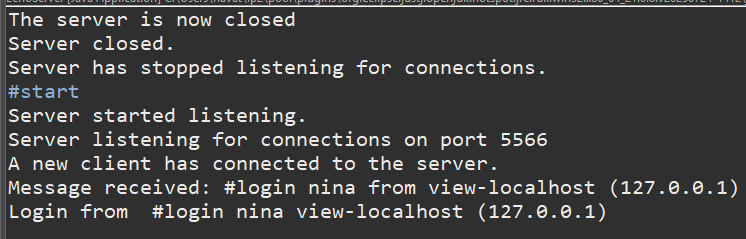 The server is now closed
Server closed.
Server has stopped listening for connections.
#start
Server started listening.
Server listening for connections on port 5566
A new client has connected to the server.
Message received: #login nina from view-localhost (127.0.0.1)
Login from  #login nina view-localhost (127.0.0.1)